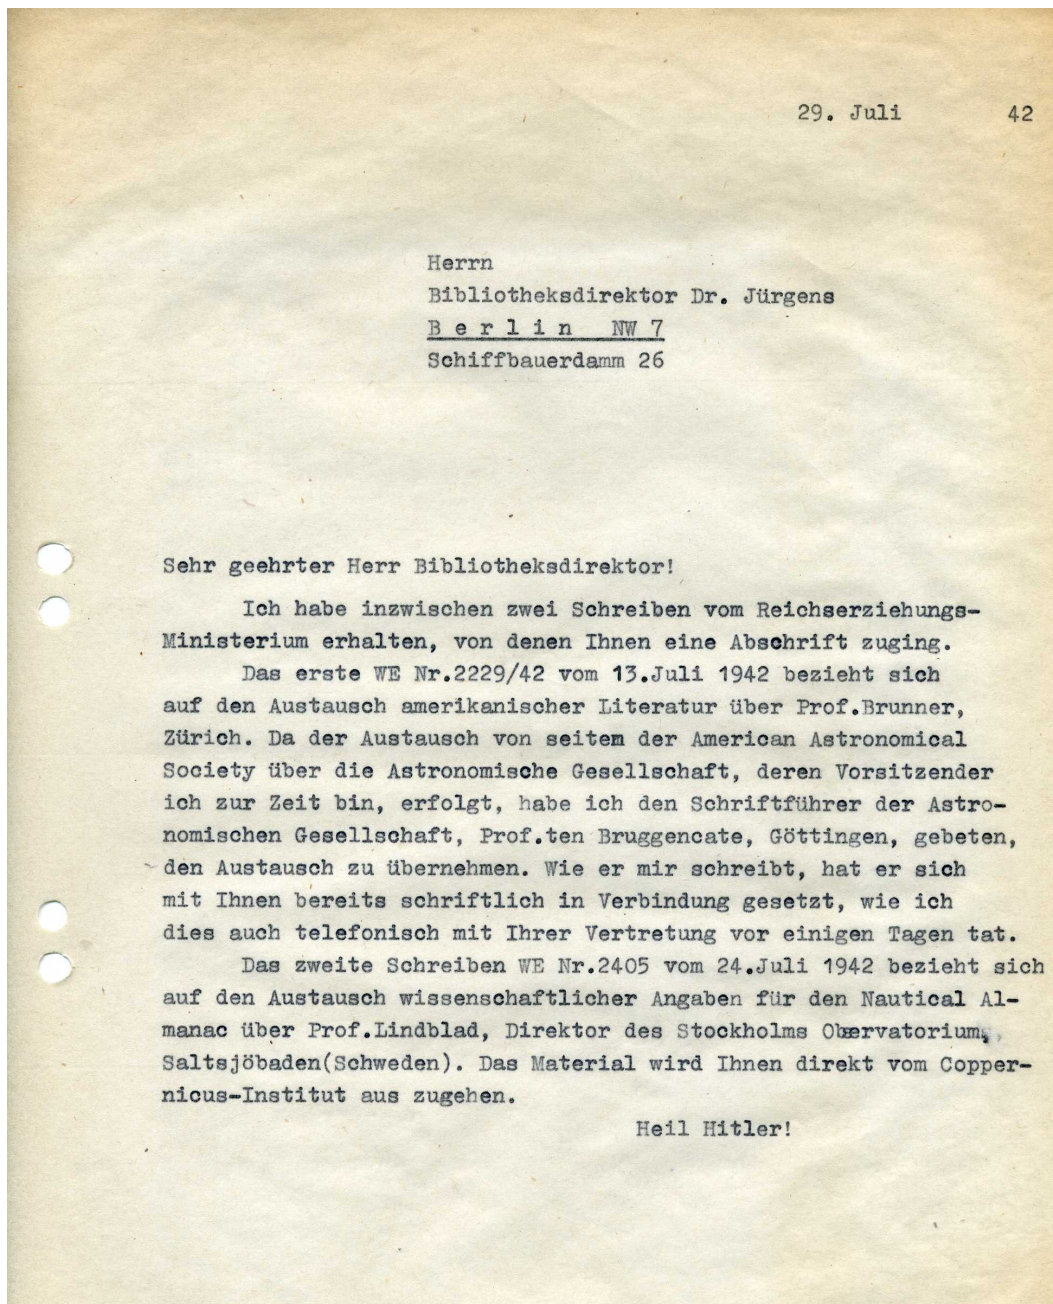 29. Juli 42
Herrn
Bibliotheksdirektor Dr. Jürgens
B e r l i n NW 7
Schiffbauerdamm 26
Sehr geehrter Herr Bibliotheksdirektor!
Ich habe inzwischen zwei Schreiben vom Reichserziehungs-
Ministerium erhalten, von denen Ihnen eine Abschrift zuging.
Das erste WE Nr.2229/42 vom 13.Juli 1942 bezieht sich
auf den Austausch amerikanischer Literatur über Prof.Brunner,
Zürich. Da der Austausch von seitem der American Astronomical
Society über die Astronomische Gesellschaft, deren Vorsitzender
ich zur Zeit bin, erfolgt, habe ich den Schriftführer der Astro-
nomischen Gesellschaft, Prof.ten Bruggencate, Göttingen, gebeten,
den Austausch zu übernehmen. Wie er mir schreibt, hat er sich
mit Ihnen bereits schriftlich in Verbindung gesetzt, wie ich
dies auch telefonisch mit Ihrer Vertretung vor einigen Tagen tat.
Das zweite Schreiben WE Nr.2405 vom 24.Juli 1942 bezieht sich
auf den Austausch wissenschaftlicher Angaben für den Nautical Al-
manac über Prof.Lindblad, Direktor des Stockholms Observatorium,
Saltsjöbaden(Schweden). Das Material wird Ihnen direkt vom Copper-
nicus-Institut aus zugehen.
Heil Hitler!